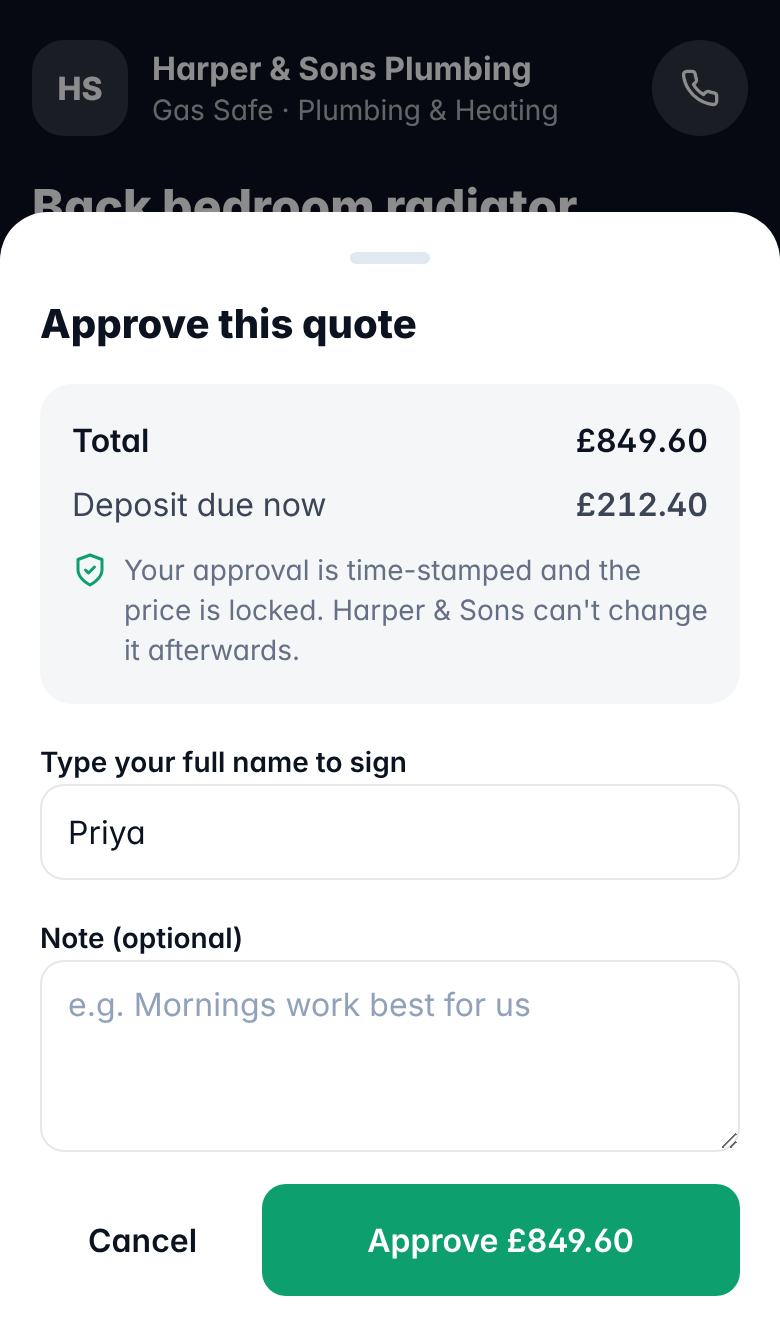 HS
Harper & Sons Plumbing
Gas Safe · Plumbing & Heating
Back bedroom radiator
Approve this quote
Total £849.60
Deposit due now £212.40
Your approval is time-stamped and the
price is locked. Harper & Sons can't change
it afterwards.
Type your full name to sign
Priya
Note (optional)
e.g. Mornings work best for us
Cancel Approve £849.60